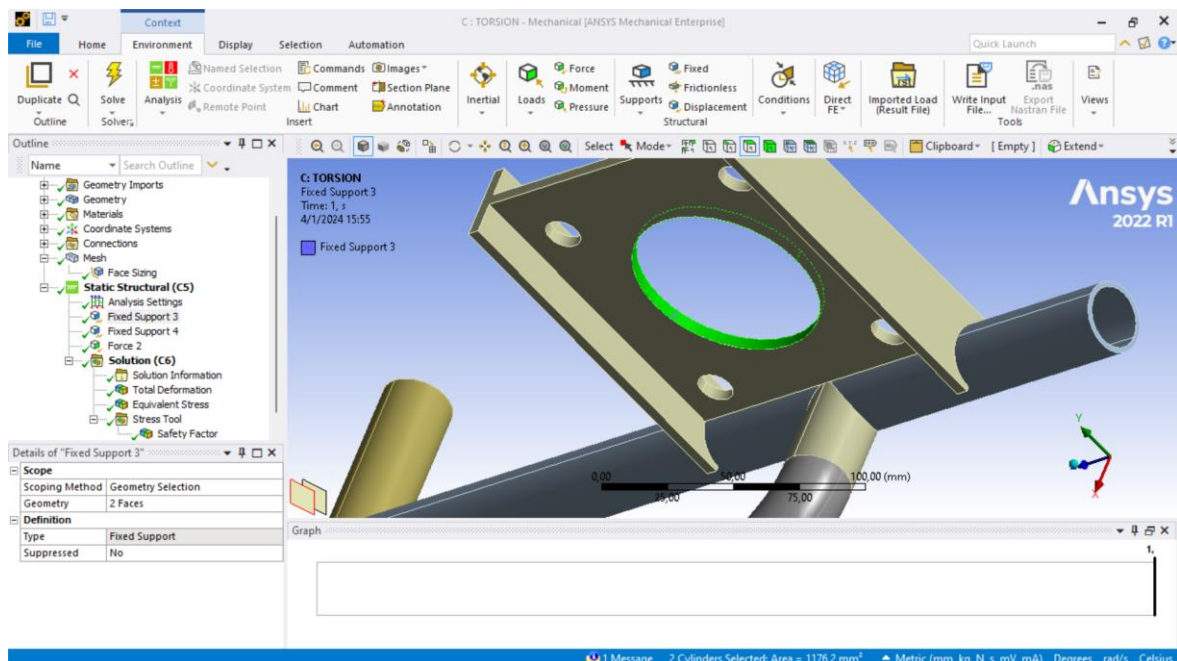 Context
C : TORSION - Mechanical [ANSYS Mechanical Enterprise]
File Home Environment Display Selection Automation
Quick Launch
Duplicate
Solve
Analysis
Named Selection
Coordinate System
Remote Point
Commands
Comment
Chart
Images
Section Plane
Annotation
Inertial
Loads
Force
Moment
Pressure
Supports
Fixed
Frictionless
Displacement
Conditions
Direct
FE
Imported Load
(Result File)
Write Input
File...
.nas
Export
Nastran File
Views
Outline
Solver
Insert
Structural
Tools
Outline
Name
Search Outline
Select
Mode
Clipboard
[ Empty ]
Extend
Geometry Imports
Geometry
Materials
Coordinate Systems
Connections
Mesh
Face Sizing
Static Structural (C5)
Analysis Settings
Fixed Support 3
Fixed Support 4
Force 2
Solution (C6)
Solution Information
Total Deformation
Equivalent Stress
Stress Tool
Safety Factor
C: TORSION
Fixed Support 3
Time: 1, s
4/1/2024 15:55
Fixed Support 3
Ansys
2022 R1
Y
X
0,00
50,00
100,00 (mm)
25,00
75,00
Details of "Fixed Support 3"
Scope
Scoping Method Geometry Selection
Geometry 2 Faces
Definition
Type Fixed Support
Suppressed No
Graph
1,
1 Message
2 Cylinders Selected: Area = 1176,2 mm²
Metric (mm, kg, N, s, mV, mA) Degrees rad/s Celsius